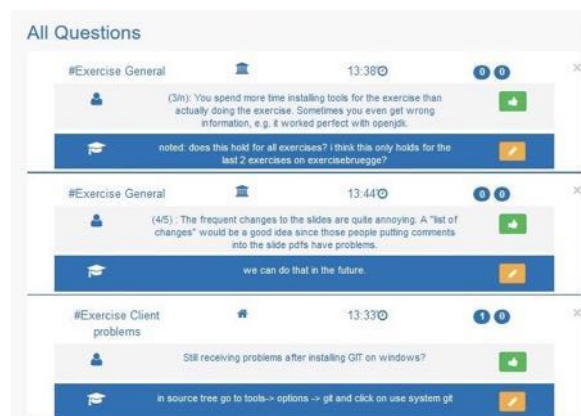 All Questions
#Exercise General 13:38 0 0 ×
(3/n): You spend more time installing tools for the exercise than
actually doing the exercise. Sometimes you even get wrong
information, e.g. it worked perfect with openjdk.
noted: does this hold for all exercises? i think this only holds for the
last 2 exercises on exercisebruegge?
#Exercise General 13:44 0 0 ×
(4/5) : The frequent changes to the slides are quite annoying. A "list of
changes" would be a good idea since those people putting comments
into the slide pdfs have problems.
we can do that in the future.
#Exercise Client 13:33 1 0 ×
problems
Still receiving problems after installing GIT on windows?
in source tree go to tools-> options -> git and click on use system git